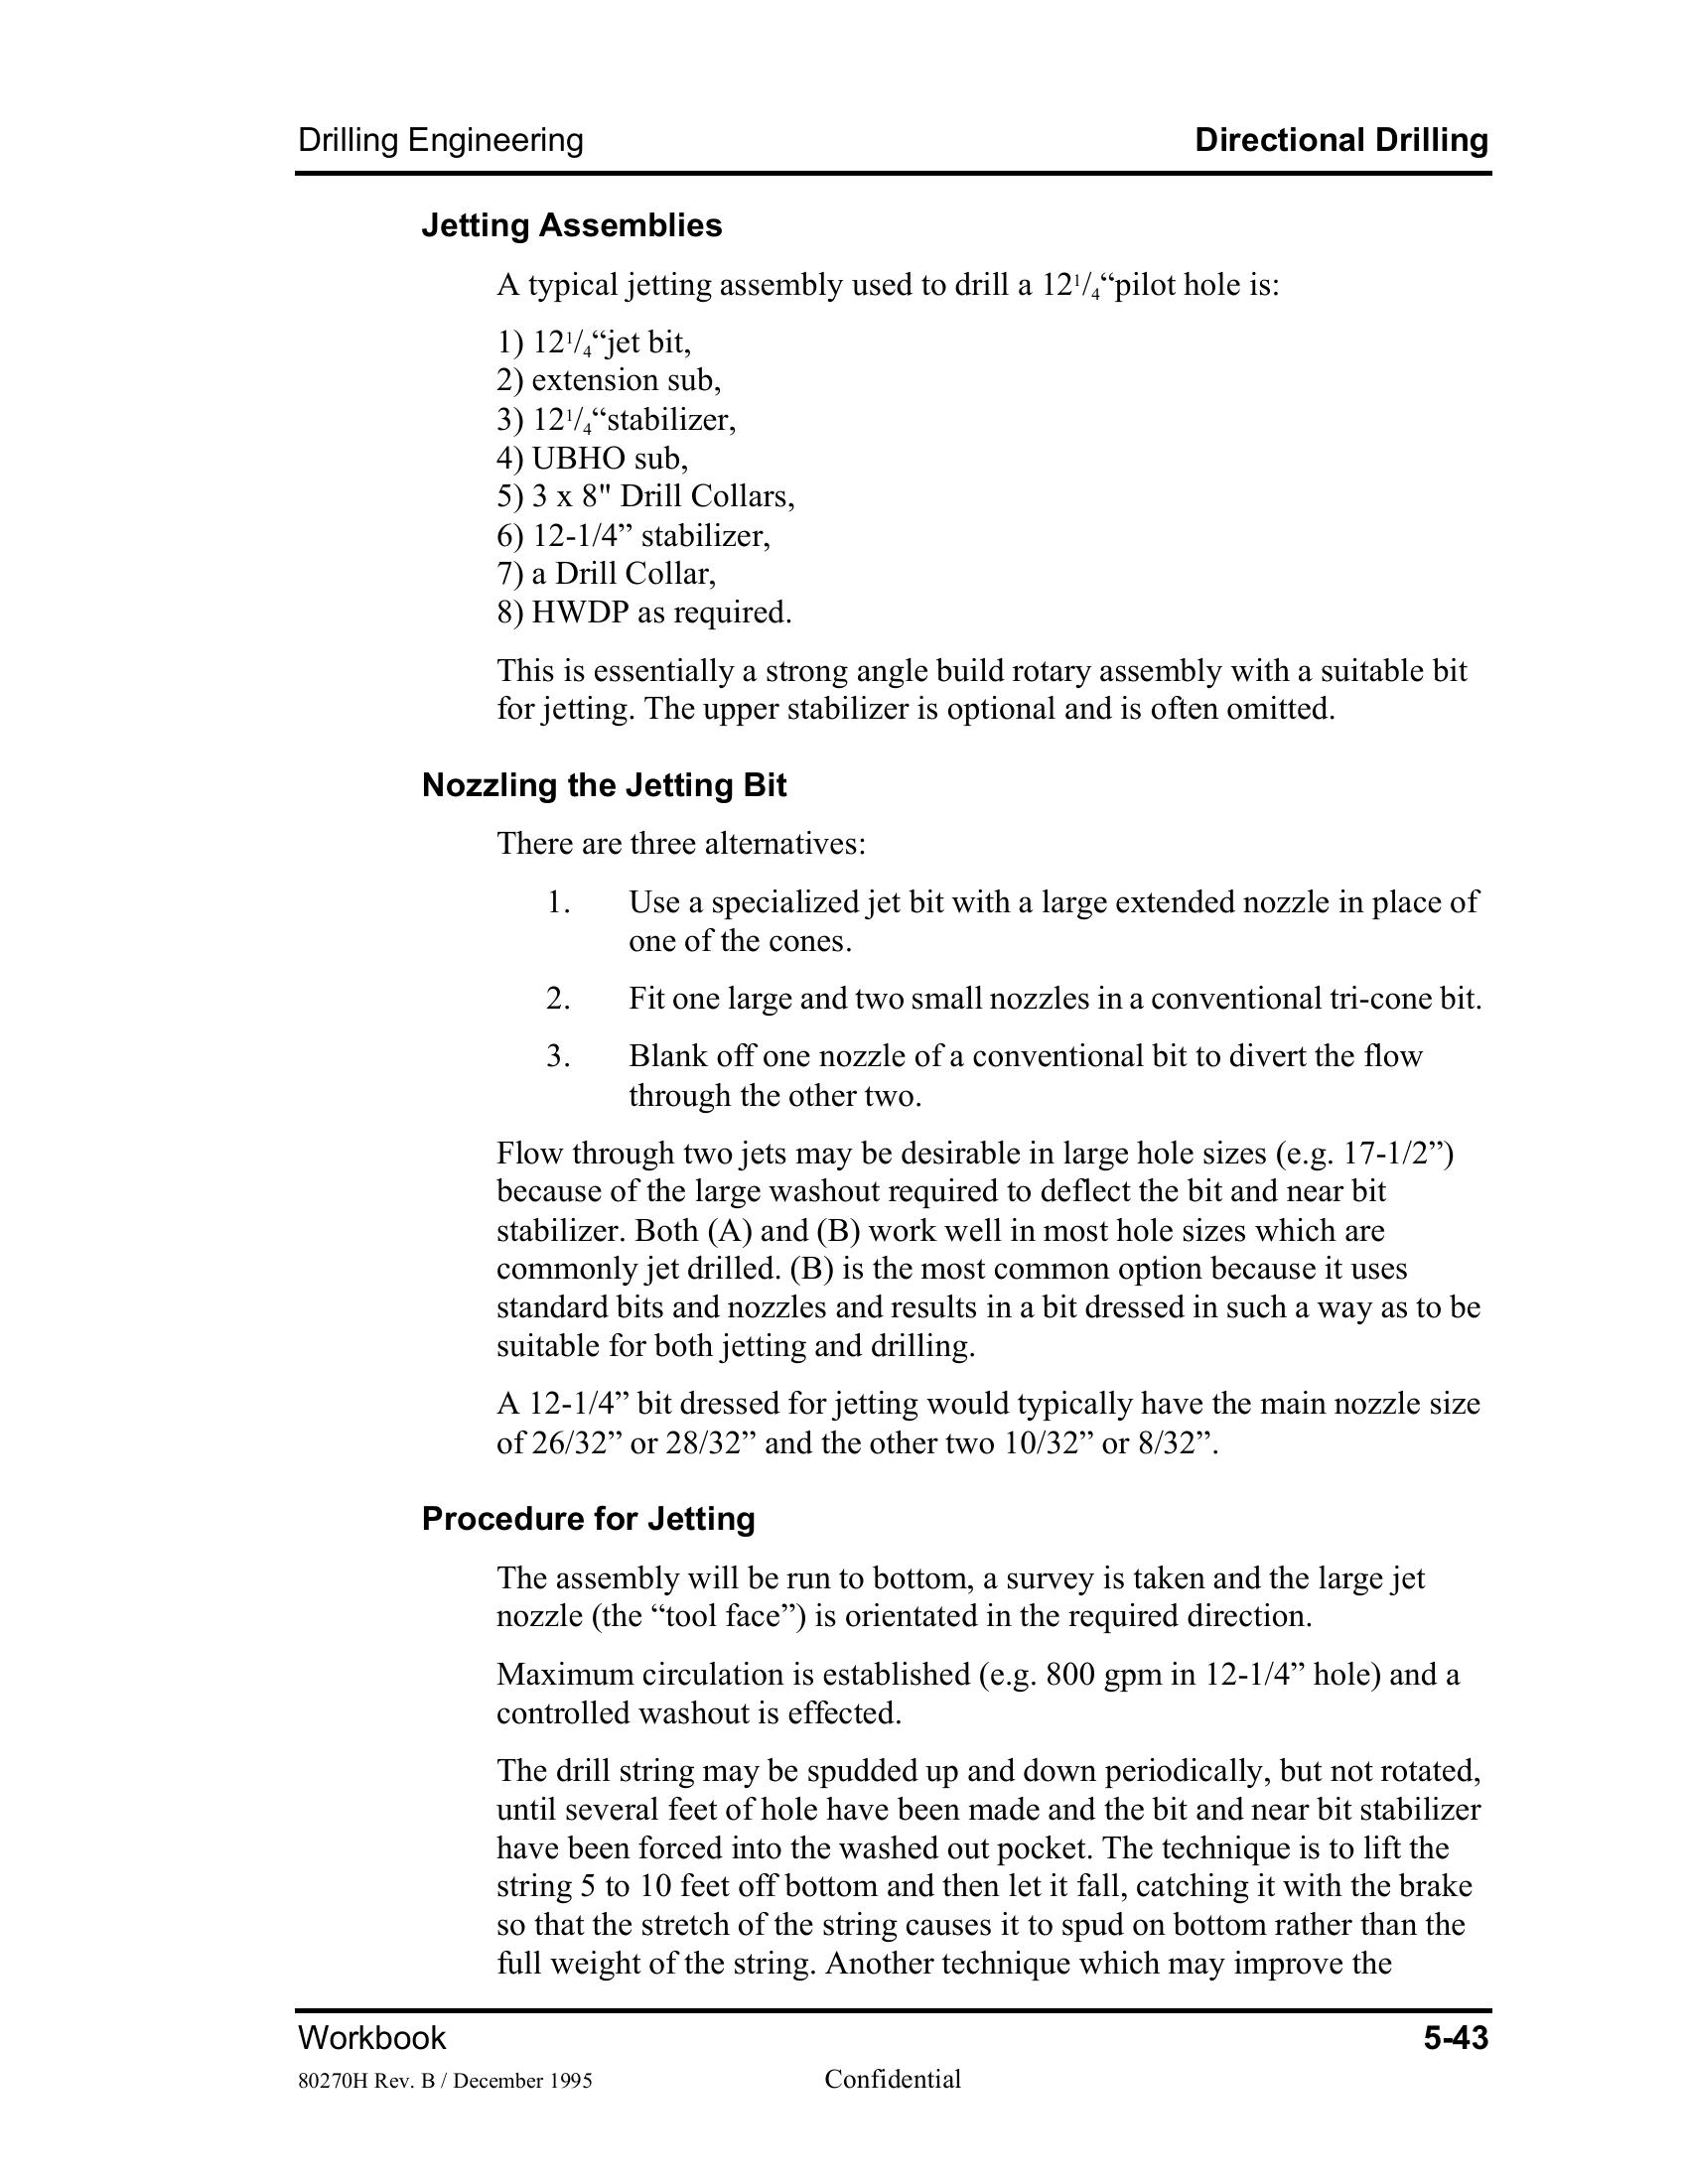 Drilling Engineering Directional Drilling
Jetting Assemblies
A typical jetting assembly used to drill a 12¹/₄“pilot hole is:
1) 12¹/₄“jet bit,
2) extension sub,
3) 12¹/₄“stabilizer,
4) UBHO sub,
5) 3 x 8" Drill Collars,
6) 12-1/4” stabilizer,
7) a Drill Collar,
8) HWDP as required.
This is essentially a strong angle build rotary assembly with a suitable bit
for jetting. The upper stabilizer is optional and is often omitted.
Nozzling the Jetting Bit
There are three alternatives:
1. Use a specialized jet bit with a large extended nozzle in place of
one of the cones.
2. Fit one large and two small nozzles in a conventional tri-cone bit.
3. Blank off one nozzle of a conventional bit to divert the flow
through the other two.
Flow through two jets may be desirable in large hole sizes (e.g. 17-1/2”)
because of the large washout required to deflect the bit and near bit
stabilizer. Both (A) and (B) work well in most hole sizes which are
commonly jet drilled. (B) is the most common option because it uses
standard bits and nozzles and results in a bit dressed in such a way as to be
suitable for both jetting and drilling.
A 12-1/4” bit dressed for jetting would typically have the main nozzle size
of 26/32” or 28/32” and the other two 10/32” or 8/32”.
Procedure for Jetting
The assembly will be run to bottom, a survey is taken and the large jet
nozzle (the “tool face”) is orientated in the required direction.
Maximum circulation is established (e.g. 800 gpm in 12-1/4” hole) and a
controlled washout is effected.
The drill string may be spudded up and down periodically, but not rotated,
until several feet of hole have been made and the bit and near bit stabilizer
have been forced into the washed out pocket. The technique is to lift the
string 5 to 10 feet off bottom and then let it fall, catching it with the brake
so that the stretch of the string causes it to spud on bottom rather than the
full weight of the string. Another technique which may improve the
Workbook 5-43
80270H Rev. B / December 1995 Confidential